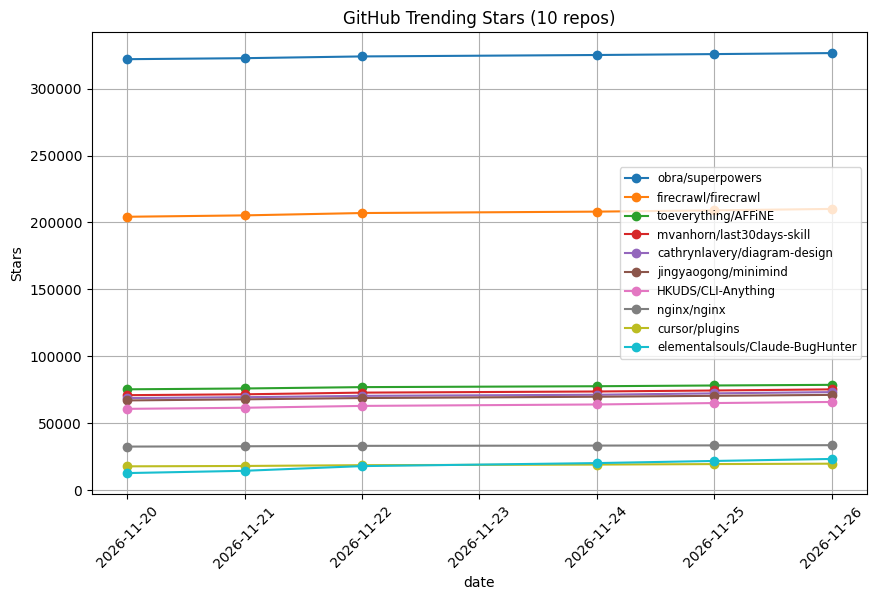 GitHub Trending Stars (10 repos)
Stars
300000
250000
200000
150000
100000
50000
0
obra/superpowers
firecrawl/firecrawl
toeverything/AFFiNE
mvanhorn/last30days-skill
cathrynlavery/diagram-design
jingyaogong/minimind
HKUDS/CLI-Anything
nginx/nginx
cursor/plugins
elementalsouls/Claude-BugHunter
2026-11-20
2026-11-21
2026-11-22
2026-11-23
2026-11-24
2026-11-25
2026-11-26
date